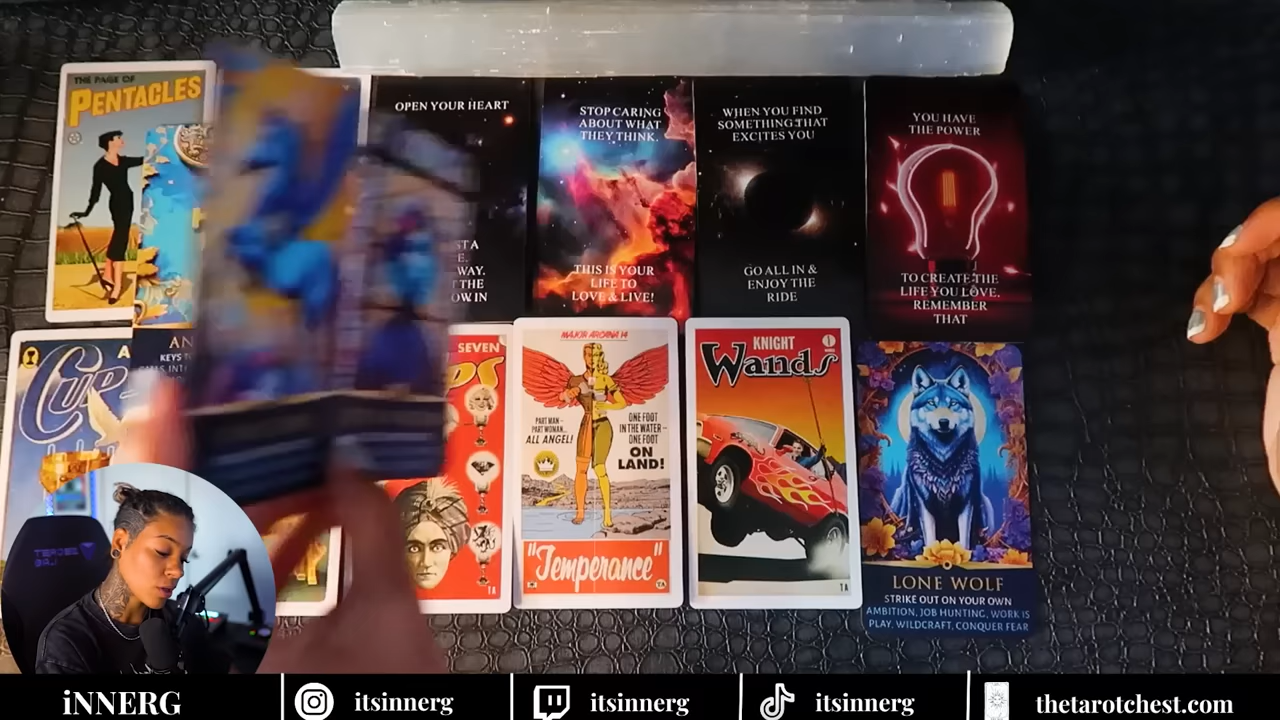 THE PAGE OF
PENTACLES
OPEN YOUR HEART
STOP CARING
ABOUT WHAT
THEY THINK.
THIS IS YOUR
LIFE TO
LOVE & LIVE!
WHEN YOU FIND
SOMETHING THAT
EXCITES YOU
GO ALL IN &
ENJOY THE
RIDE
YOU HAVE
THE POWER
TO CREATE THE
LIFE YOU LOVE.
REMEMBER
THAT
SEVEN
MAJOR ARCANA 14
PART MAN-
PART WOMAN...
ALL ANGEL!
ONE FOOT
IN THE WATER-
ONE FOOT
ON
LAND!
"Temperance"
KNIGHT
Wands
LONE WOLF
STRIKE OUT ON YOUR OWN
AMBITION, JOB HUNTING, WORK IS
PLAY, WILDCRAFT, CONQUER FEAR
iNNERG
itsinnerg
itsinnerg
itsinnerg
thetarotchest.com